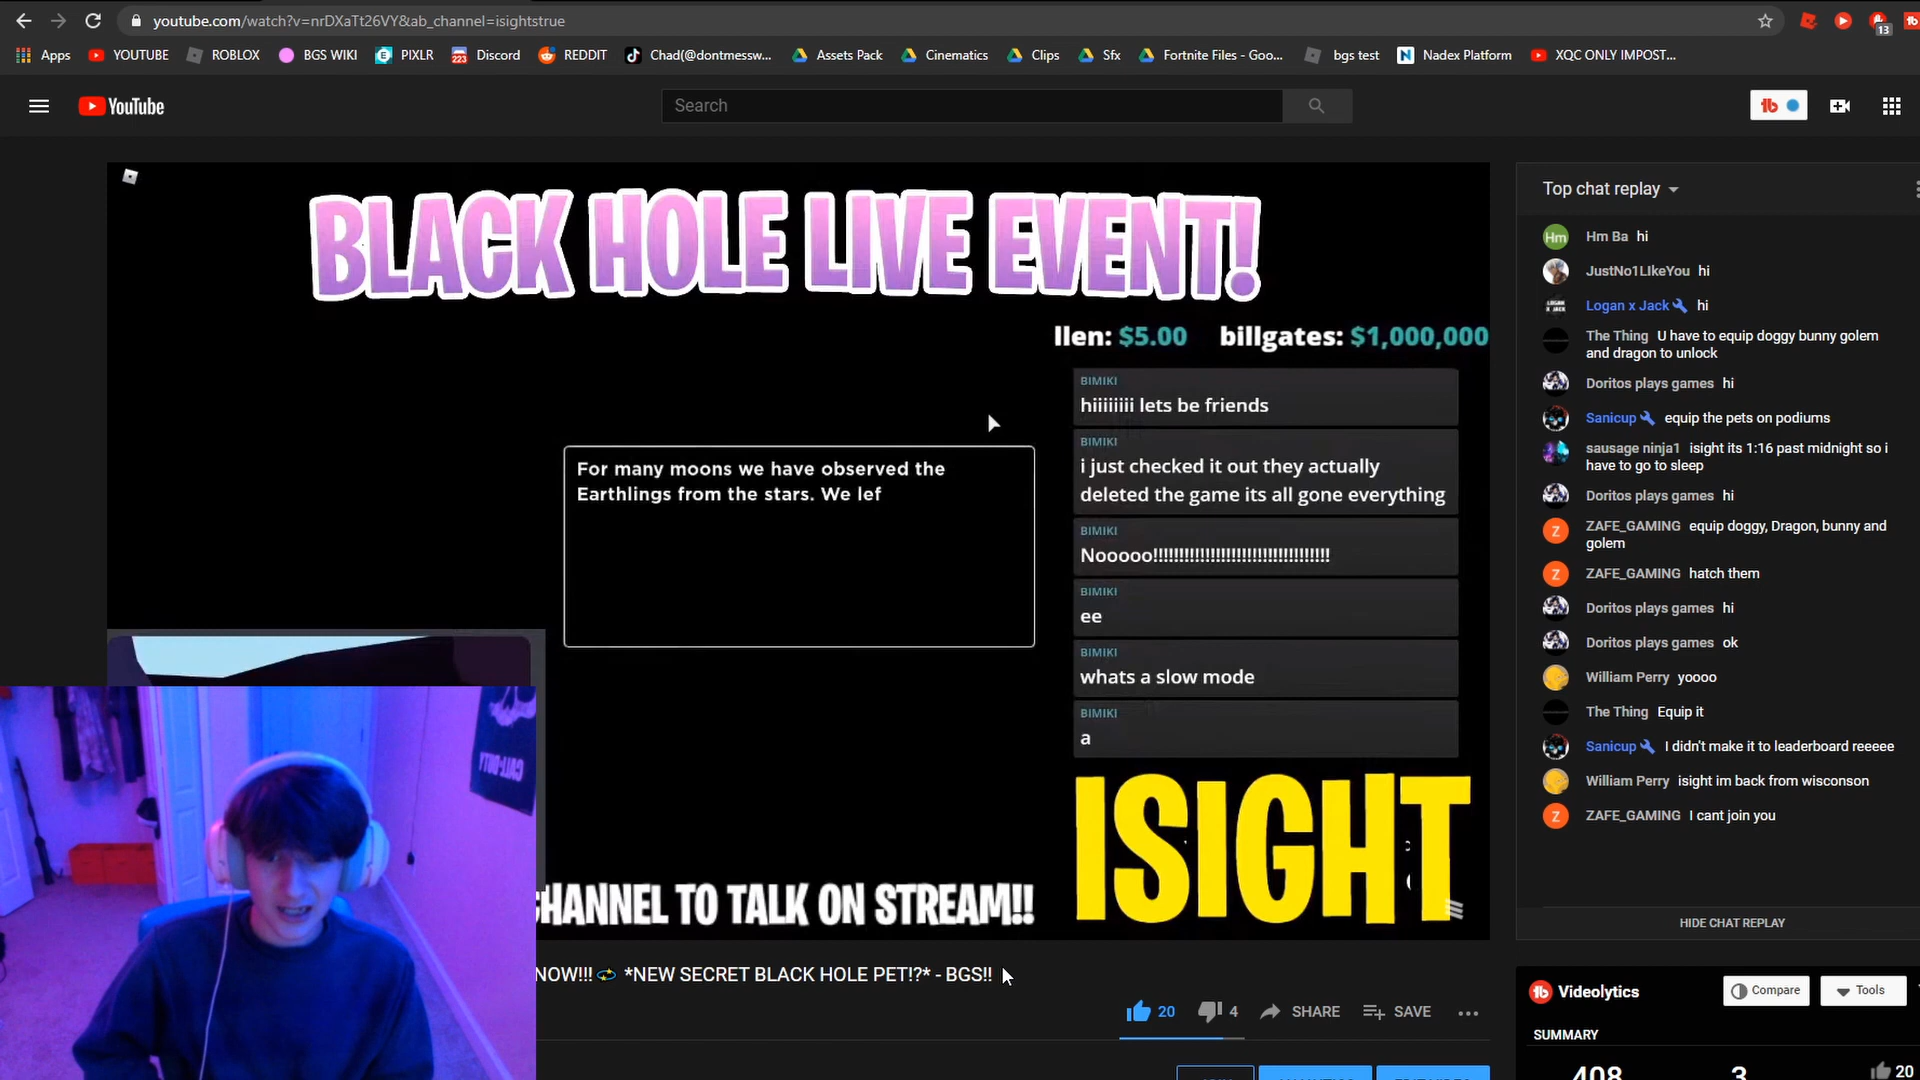 youtube.com/watch?v=nrDXaTt26VY&ab_channel=isightstrue
13
Apps YOUTUBE ROBLOX BGS WIKI PIXLR Discord REDDIT Chad(@dontmessw... Assets Pack Cinematics Clips Sfx Fortnite Files - Goo... bgs test Nadex Platform XQC ONLY IMPOST...
223
YouTube
Search
BLACK HOLE LIVE EVENT!
llen: $5.00 billgates: $1,000,000
For many moons we have observed the
Earthlings from the stars. We lef
BIMIKI
hiiiiiiii lets be friends
BIMIKI
i just checked it out they actually
deleted the game its all gone everything
BIMIKI
Nooooo!!!!!!!!!!!!!!!!!!!!!!!!!!!!!!!!!!
BIMIKI
ee
BIMIKI
whats a slow mode
BIMIKI
a
ISIGHT
CHANNEL TO TALK ON STREAM!!
CALL-DUTY
NOW!!! *NEW SECRET BLACK HOLE PET!?* - BGS!!
20 4 SHARE SAVE
Top chat replay
Hm
Hm Ba hi
JustNo1LIkeYou hi
Logan x Jack hi
The Thing U have to equip doggy bunny golem
and dragon to unlock
Doritos plays games hi
Sanicup equip the pets on podiums
sausage ninja1 isight its 1:16 past midnight so i
have to go to sleep
Doritos plays games hi
Z
ZAFE_GAMING equip doggy, Dragon, bunny and
golem
Z
ZAFE_GAMING hatch them
Doritos plays games hi
Doritos plays games ok
William Perry yoooo
The Thing Equip it
Sanicup I didn't make it to leaderboard reeeee
William Perry isight im back from wisconson
Z
ZAFE_GAMING I cant join you
HIDE CHAT REPLAY
Videolytics Compare Tools
SUMMARY
408 3 20